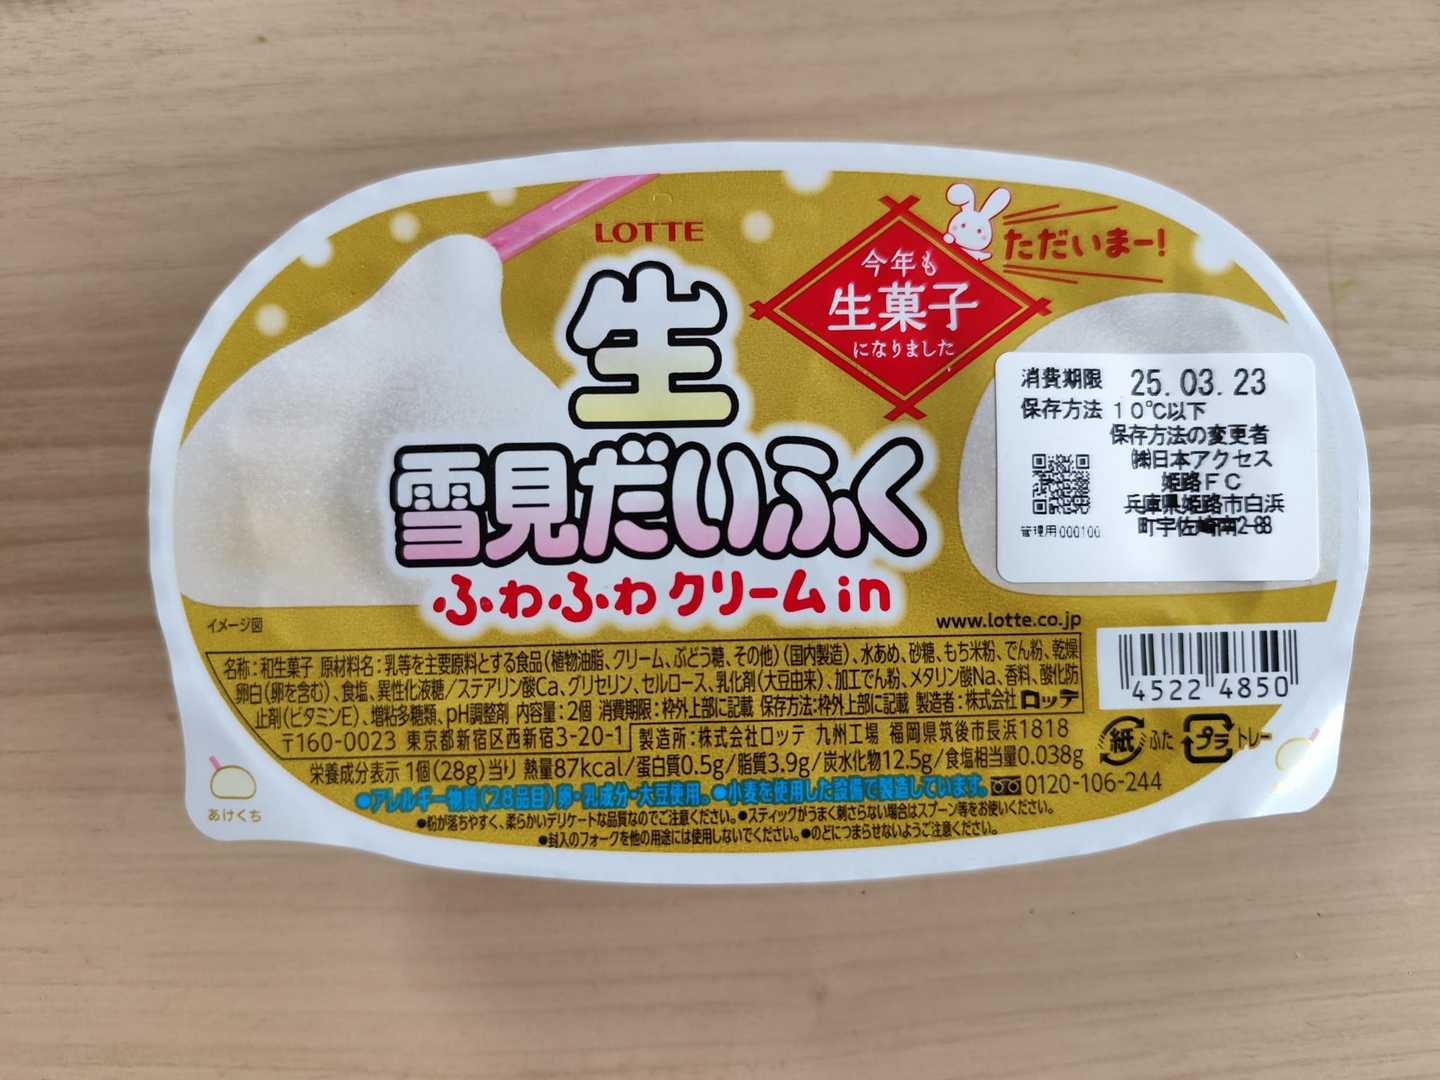 LOTTE
生
雪見だいふく
ふわふわクリームin
今年も
生菓子
になりました
ただいまー!
消費期限 25.03.23
保存方法 10℃以下
保存方法の変更者
㈱日本アクセス
姫路FC
兵庫県姫路市白浜
町宇佐崎南2-88
管理用000100
イメージ図
www.lotte.co.jp
名称:和生菓子 原材料名:乳等を主要原料とする食品(植物油脂、クリーム、ぶどう糖、その他)(国内製造)、水あめ、砂糖、もち米粉、でん粉、乾燥
卵白(卵を含む)、食塩、異性化液糖/ステアリン酸Ca、グリセリン、セルロース、乳化剤(大豆由来)、加工でん粉、メタリン酸Na、香料、酸化防
止剤(ビタミンE)、増粘多糖類、pH調整剤 内容量:2個 消費期限:枠外上部に記載 保存方法:枠外上部に記載 製造者:株式会社ロッテ
〒160-0023 東京都新宿区西新宿3-20-1 製造所:株式会社ロッテ 九州工場 福岡県筑後市長浜1818
栄養成分表示 1個(28g)当り 熱量87kcal/蛋白質0.5g/脂質3.9g/炭水化物12.5g/食塩相当量0.038g
●アレルギー物質(28品目)卵・乳成分・大豆使用。●小麦を使用した設備で製造しています。 0120-106-244
●粉が落ちやすく、柔らかいデリケートな品質なのでご注意ください。●スティックがうまく刺さらない場合はスプーン等をお使いください。
●封入のフォークを他の用途には使用しないでください。●のどにつまらせないようご注意ください。
4522 4850
紙 ふた プラ トレー
あけくち